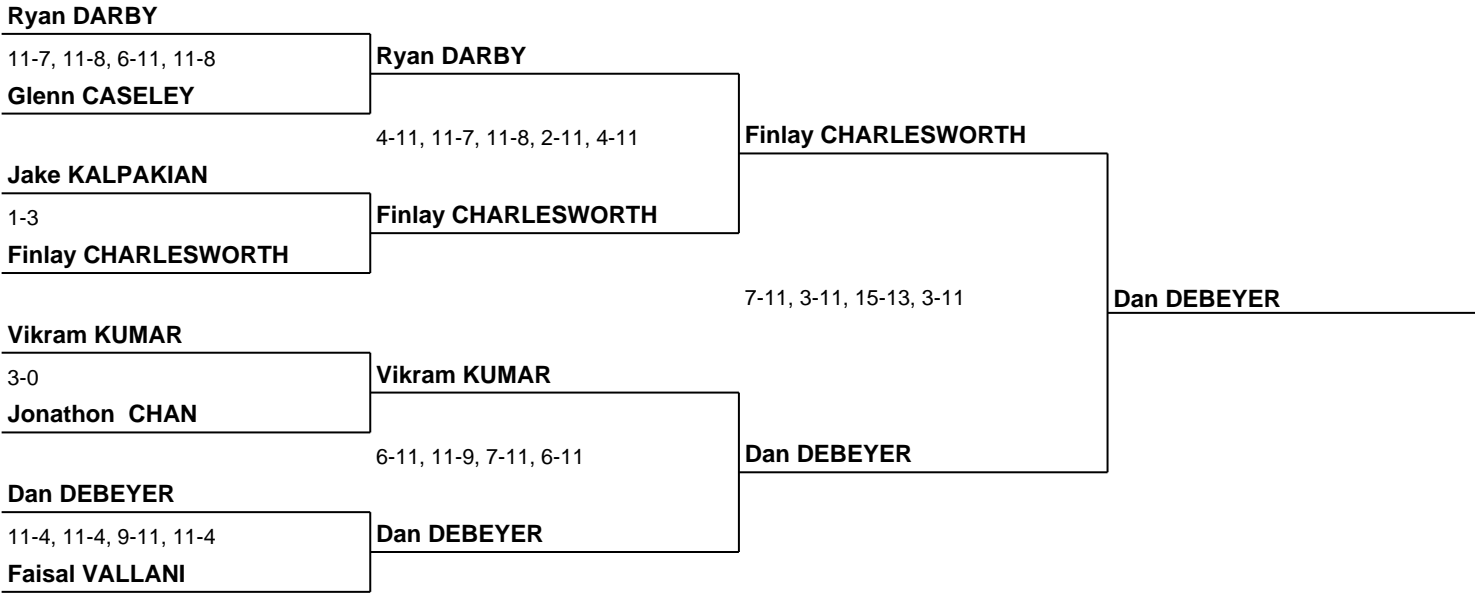 Ryan DARBY
11-7, 11-8, 6-11, 11-8
Glenn CASELEY
Jake KALPAKIAN
1-3
Finlay CHARLESWORTH
Vikram KUMAR
3-0
Jonathon  CHAN
Dan DEBEYER
11-4, 11-4, 9-11, 11-4
Faisal VALLANI
Ryan DARBY
4-11, 11-7, 11-8, 2-11, 4-11
Finlay CHARLESWORTH
Vikram KUMAR
6-11, 11-9, 7-11, 6-11
Dan DEBEYER
Finlay CHARLESWORTH
7-11, 3-11, 15-13, 3-11
Dan DEBEYER
Dan DEBEYER